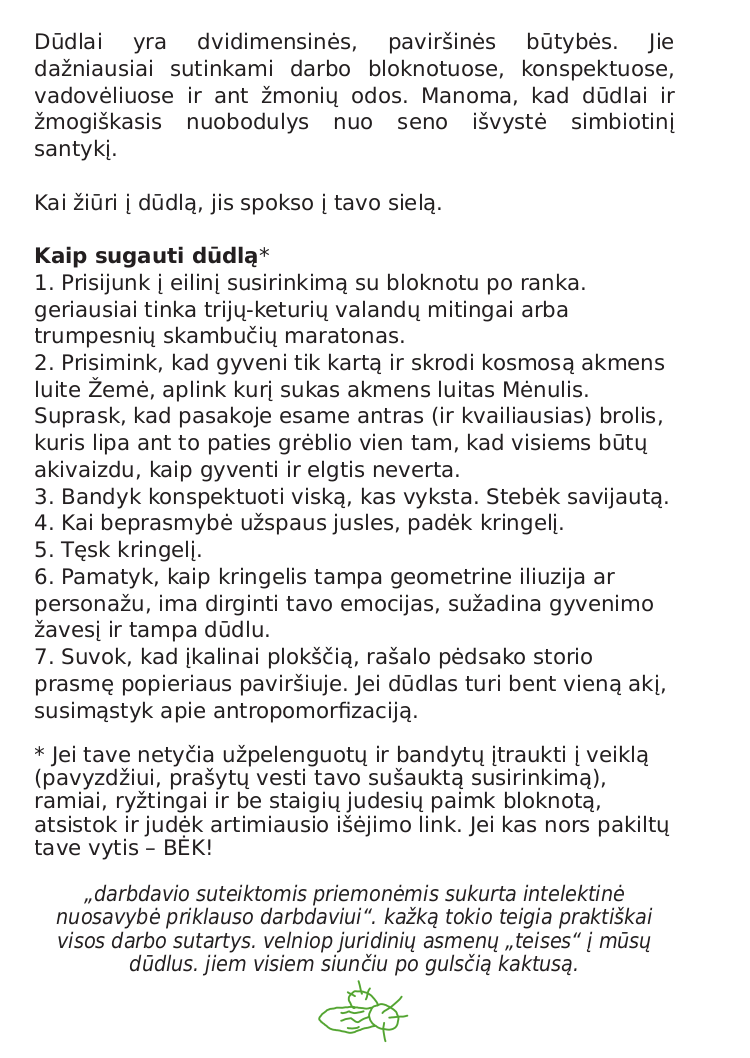 Dūdlai yra dvidimensinės, paviršinės būtybės. Jie
dažniausiai sutinkami darbo bloknotuose, konspektuose,
vadovėliuose ir ant žmonių odos. Manoma, kad dūdlai ir
žmogiškasis nuobodulys nuo seno išvystė simbiotinį
santykį.
Kai žiūri į dūdlą, jis spokso į tavo sielą.
Kaip sugauti dūdlą*
1. Prisijunk į eilinį susirinkimą su bloknotu po ranka.
geriausiai tinka trijų-keturių valandų mitingai arba
trumpesnių skambučių maratonas.
2. Prisimink, kad gyveni tik kartą ir skrodi kosmosą akmens
luite Žemė, aplink kurį sukas akmens luitas Mėnulis.
Suprask, kad pasakoje esame antras (ir kvailiausias) brolis,
kuris lipa ant to paties grėblio vien tam, kad visiems būtų
akivaizdu, kaip gyventi ir elgtis neverta.
3. Bandyk konspektuoti viską, kas vyksta. Stebėk savijautą.
4. Kai beprasmybė užspaus jusles, padėk kringelį.
5. Tęsk kringelį.
6. Pamatyk, kaip kringelis tampa geometrine iliuzija ar
personažu, ima dirginti tavo emocijas, sužadina gyvenimo
žavesį ir tampa dūdlu.
7. Suvok, kad įkalinai plokščią, rašalo pėdsako storio
prasmę popieriaus paviršiuje. Jei dūdlas turi bent vieną akį,
susimąstyk apie antropomorfizaciją.
* Jei tave netyčia užpelenguotų ir bandytų įtraukti į veiklą
(pavyzdžiui, prašytų vesti tavo sušauktą susirinkimą),
ramiai, ryžtingai ir be staigių judesių paimk bloknotą,
atsistok ir judėk artimiausio išėjimo link. Jei kas nors pakiltų
tave vytis – BĖK!
„darbdavio suteiktomis priemonėmis sukurta intelektinė
nuosavybė priklauso darbdaviui“. kažką tokio teigia praktiškai
visos darbo sutartys. velniop juridinių asmenų „teises“ į mūsų
dūdlus. jiem visiem siunčiu po gulsčią kaktusą.